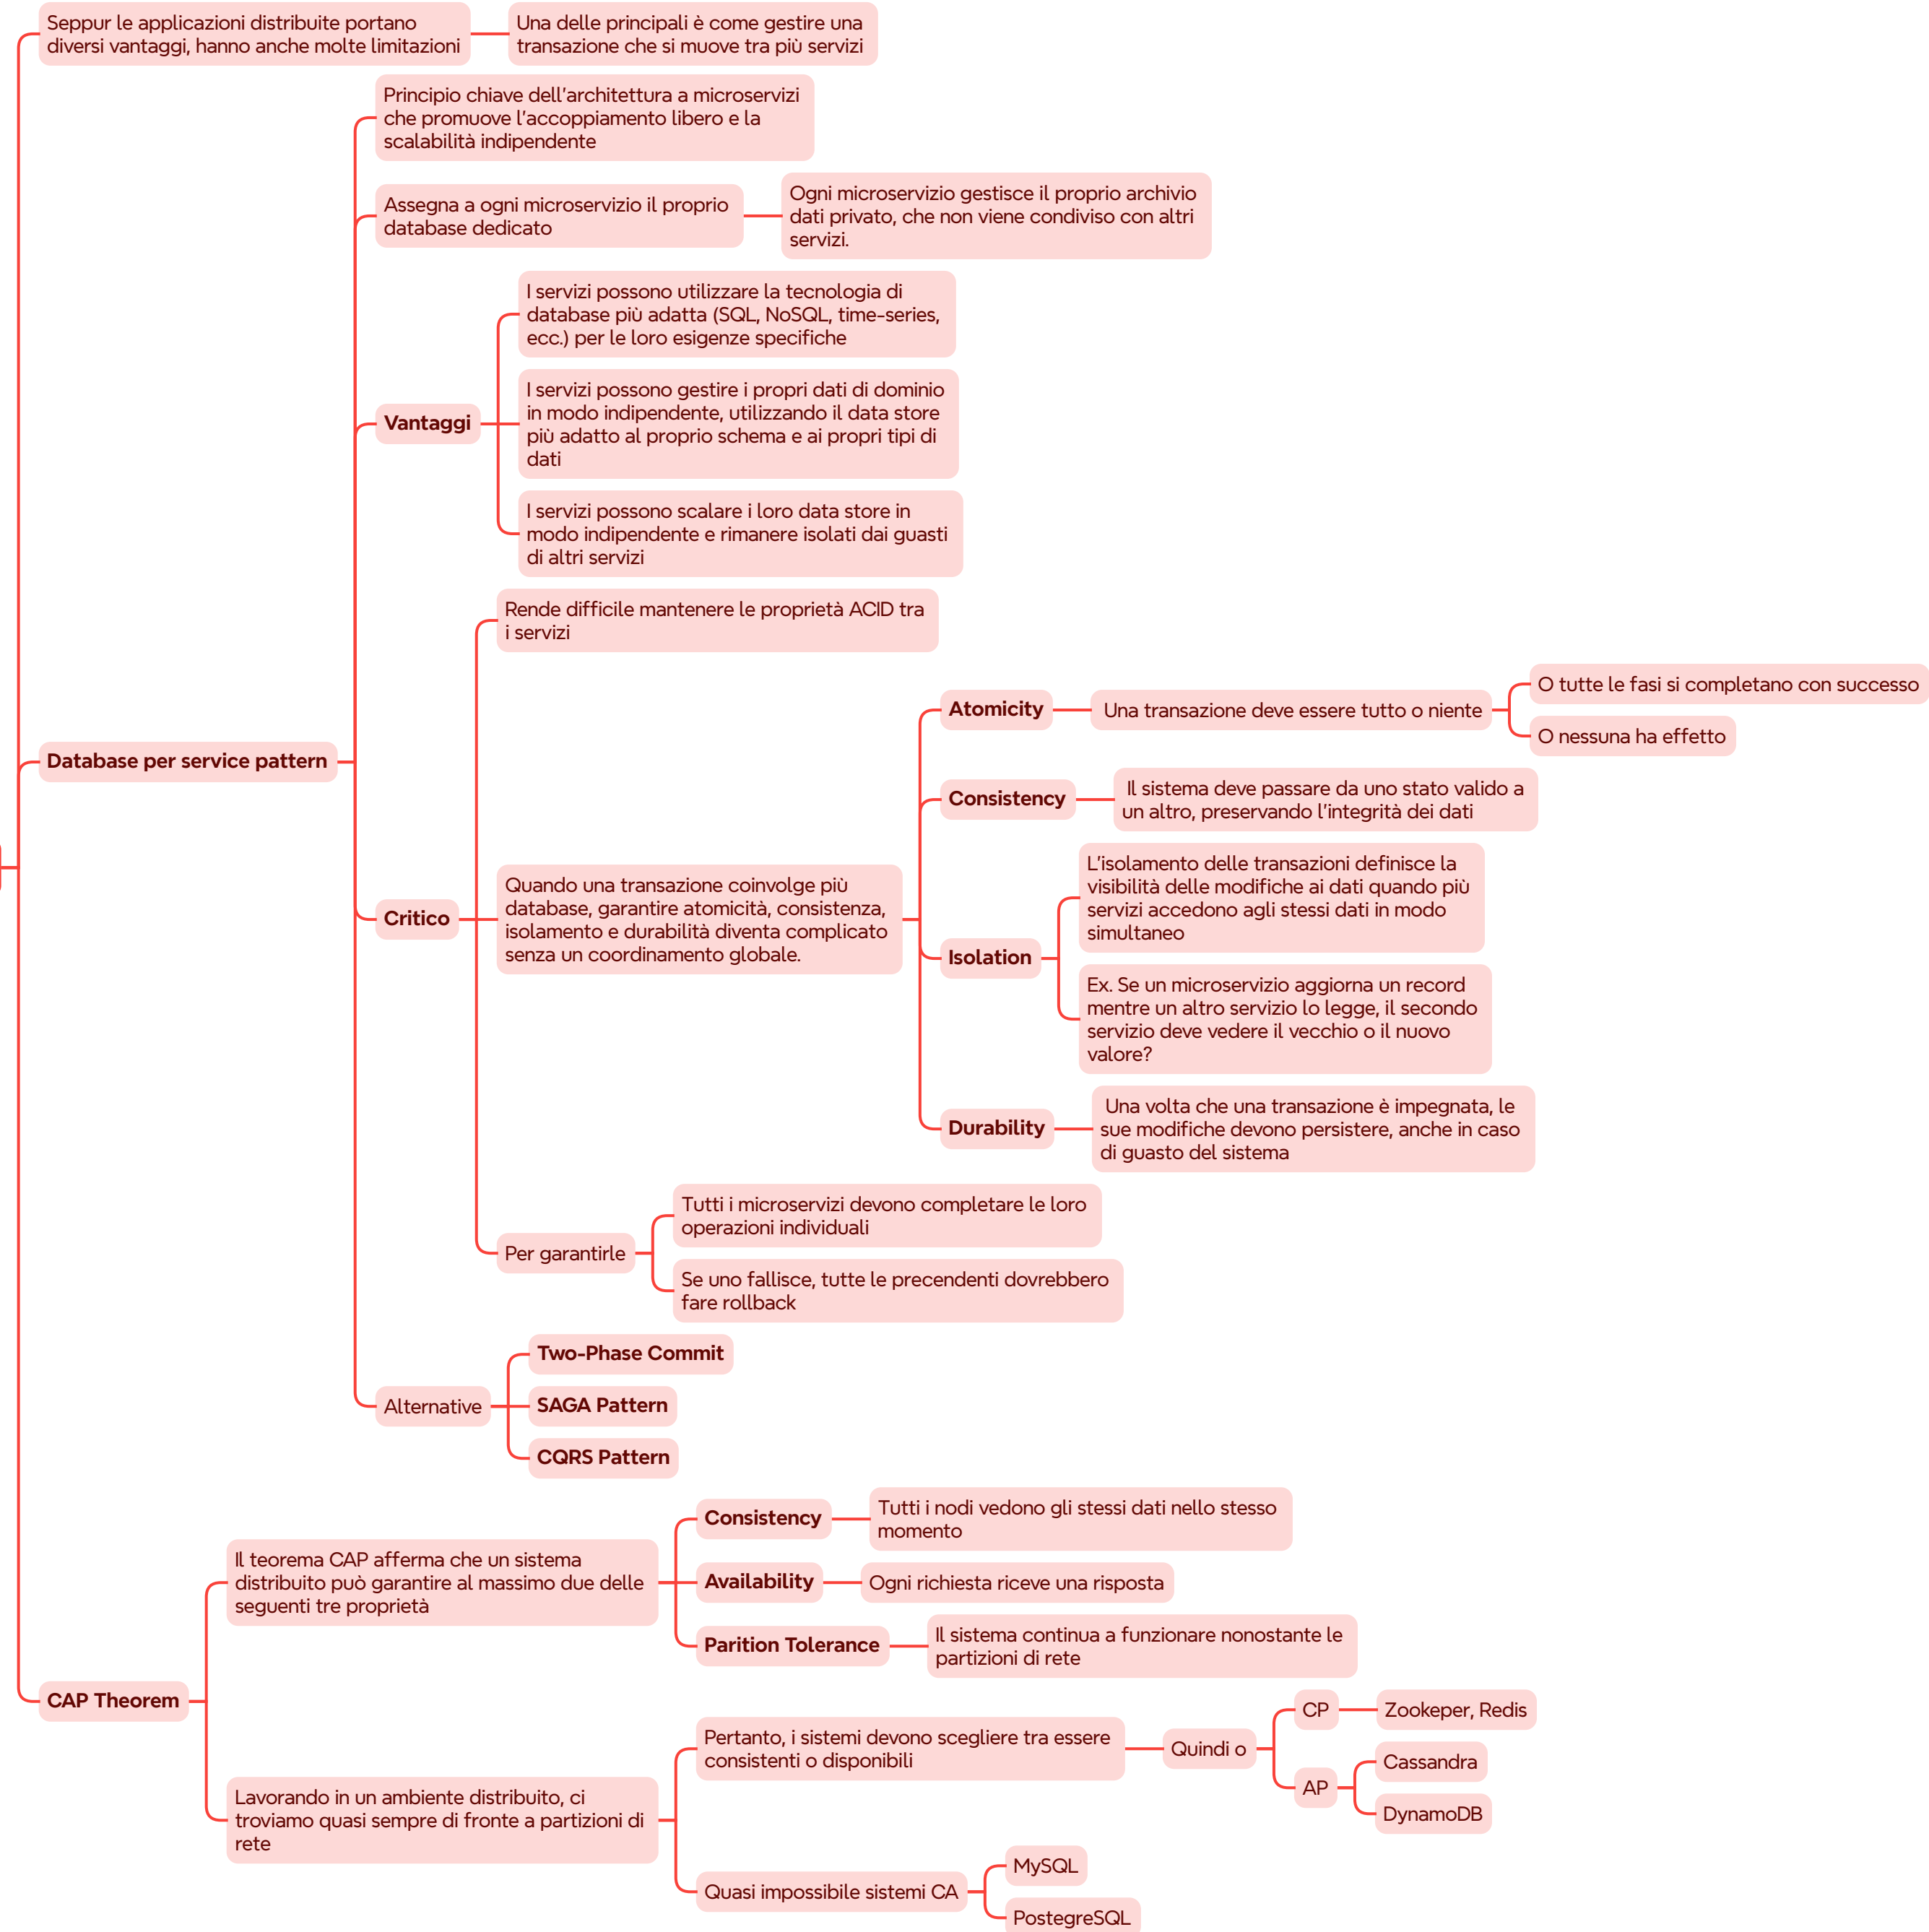 Seppur le applicazioni distribuite portano
diversi vantaggi, hanno anche molte limitazioni
Una delle principali è come gestire una
transazione che si muove tra più servizi
Database per service pattern
Principio chiave dell'architettura a microservizi
che promuove l'accoppiamento libero e la
scalabilità indipendente
Assegna a ogni microservizio il proprio
database dedicato
Ogni microservizio gestisce il proprio archivio
dati privato, che non viene condiviso con altri
servizi.
Vantaggi
I servizi possono utilizzare la tecnologia di
database più adatta (SQL, NoSQL, time-series,
ecc.) per le loro esigenze specifiche
I servizi possono gestire i propri dati di dominio
in modo indipendente, utilizzando il data store
più adatto al proprio schema e ai propri tipi di
dati
I servizi possono scalare i loro data store in
modo indipendente e rimanere isolati dai guasti
di altri servizi
Critico
Rende difficile mantenere le proprietà ACID tra
i servizi
Quando una transazione coinvolge più
database, garantire atomicità, consistenza,
isolamento e durabilità diventa complicato
senza un coordinamento globale.
Atomicity
Una transazione deve essere tutto o niente
O tutte le fasi si completano con successo
O nessuna ha effetto
Consistency
Il sistema deve passare da uno stato valido a
un altro, preservando l'integrità dei dati
Isolation
L'isolamento delle transazioni definisce la
visibilità delle modifiche ai dati quando più
servizi accedono agli stessi dati in modo
simultaneo
Ex. Se un microservizio aggiorna un record
mentre un altro servizio lo legge, il secondo
servizio deve vedere il vecchio o il nuovo
valore?
Durability
Una volta che una transazione è impegnata, le
sue modifiche devono persistere, anche in caso
di guasto del sistema
Per garantirle
Tutti i microservizi devono completare le loro
operazioni individuali
Se uno fallisce, tutte le precendenti dovrebbero
fare rollback
Alternative
Two-Phase Commit
SAGA Pattern
CQRS Pattern
CAP Theorem
Il teorema CAP afferma che un sistema
distribuito può garantire al massimo due delle
seguenti tre proprietà
Consistency
Tutti i nodi vedono gli stessi dati nello stesso
momento
Availability
Ogni richiesta riceve una risposta
Parition Tolerance
Il sistema continua a funzionare nonostante le
partizioni di rete
Lavorando in un ambiente distribuito, ci
troviamo quasi sempre di fronte a partizioni di
rete
Pertanto, i sistemi devono scegliere tra essere
consistenti o disponibili
Quindi o
CP
Zookeper, Redis
AP
Cassandra
DynamoDB
Quasi impossibile sistemi CA
MySQL
PostegreSQL